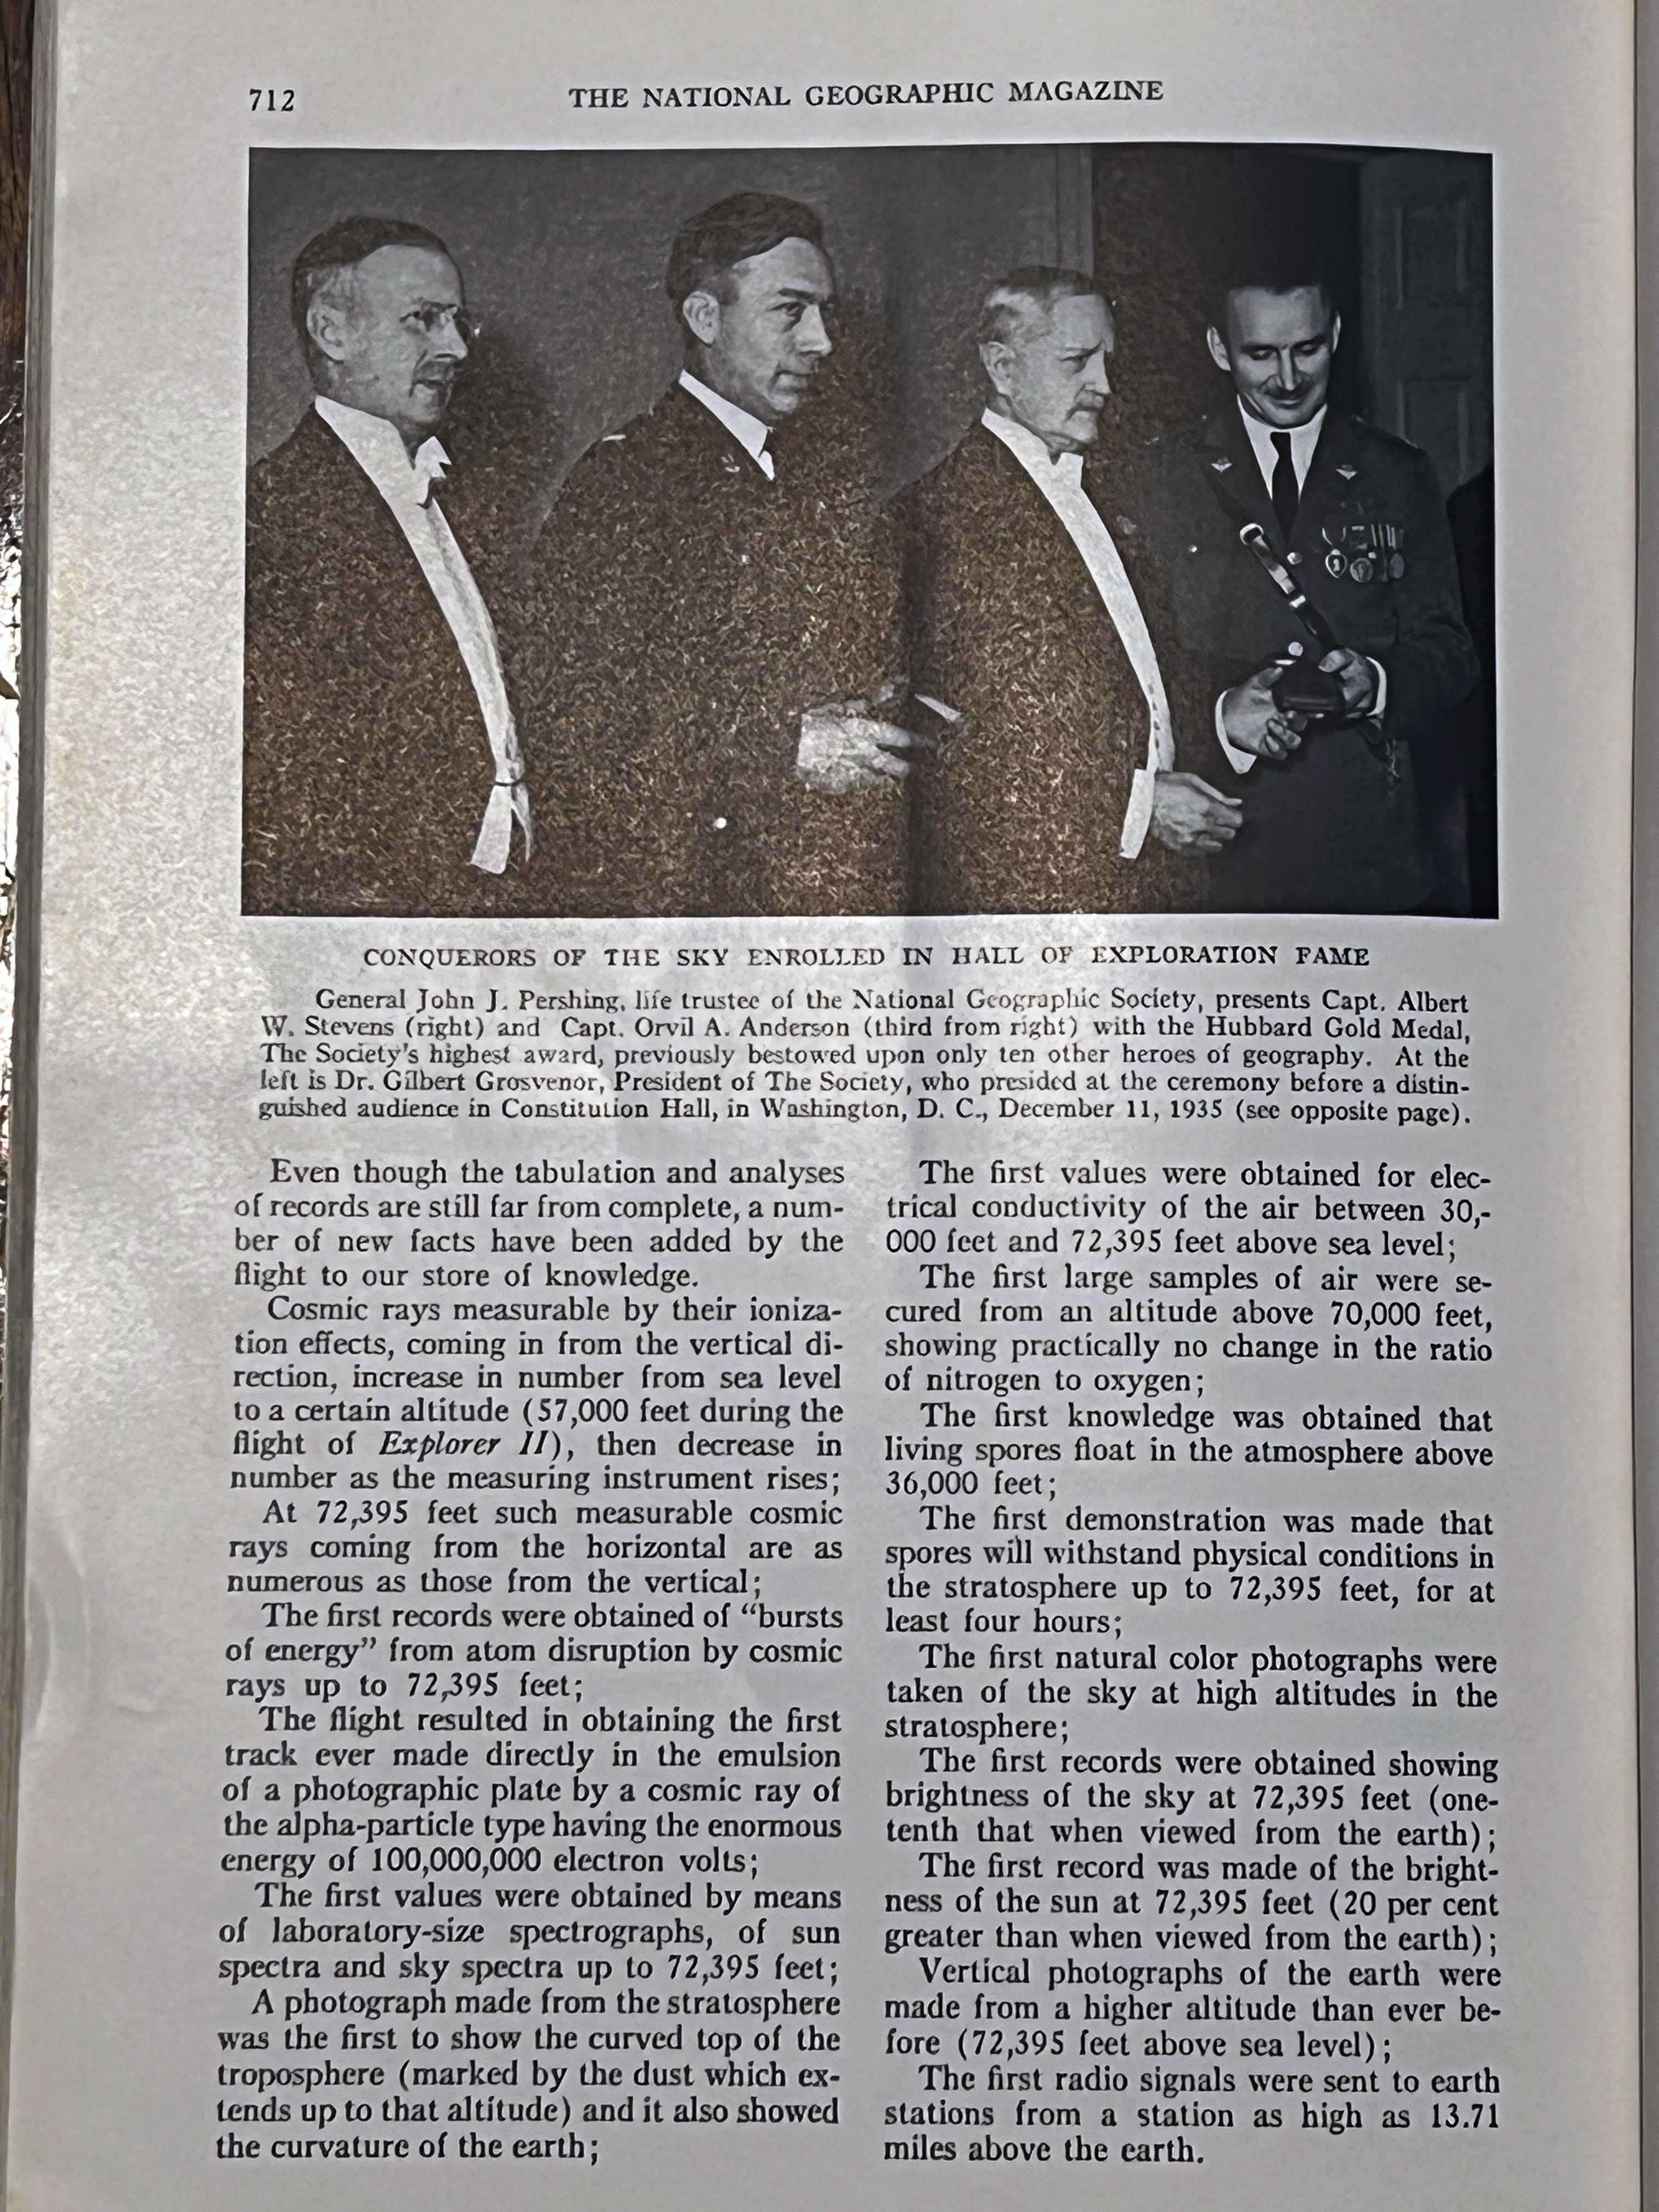 712
THE NATIONAL GEOGRAPHIC MAGAZINE
CONQUERORS OF THE SKY ENROLLED IN HALL OF EXPLORATION FAME
General John J. Pershing, life trustee of the National Geographic Society, presents Capt. Albert
W. Stevens (right) and Capt. Orvil A. Anderson (third from right) with the Hubbard Gold Medal,
The Society's highest award, previously bestowed upon only ten other heroes of geography. At the
left is Dr. Gilbert Grosvenor, President of The Society, who presided at the ceremony before a distin-
guished audience in Constitution Hall, in Washington, D. C., December 11, 1935 (see opposite page).
Even though the tabulation and analyses
of records are still far from complete, a num-
ber of new facts have been added by the
flight to our store of knowledge.
Cosmic rays measurable by their ioniza-
tion effects, coming in from the vertical di-
rection, increase in number from sea level
to a certain altitude (57,000 feet during the
flight of Explorer II), then decrease in
number as the measuring instrument rises;
At 72,395 feet such measurable cosmic
rays coming from the horizontal are as
numerous as those from the vertical;
The first records were obtained of “bursts
of energy” from atom disruption by cosmic
rays up to 72,395 feet;
The flight resulted in obtaining the first
track ever made directly in the emulsion
of a photographic plate by a cosmic ray of
the alpha-particle type having the enormous
energy of 100,000,000 electron volts;
The first values were obtained by means
of laboratory-size spectrographs, of sun
spectra and sky spectra up to 72,395 feet;
A photograph made from the stratosphere
was the first to show the curved top of the
troposphere (marked by the dust which ex-
tends up to that altitude) and it also showed
the curvature of the earth;
The first values were obtained for elec-
trical conductivity of the air between 30,-
000 feet and 72,395 feet above sea level;
The first large samples of air were se-
cured from an altitude above 70,000 feet,
showing practically no change in the ratio
of nitrogen to oxygen;
The first knowledge was obtained that
living spores float in the atmosphere above
36,000 feet;
The first demonstration was made that
spores will withstand physical conditions in
the stratosphere up to 72,395 feet, for at
least four hours;
The first natural color photographs were
taken of the sky at high altitudes in the
stratosphere;
The first records were obtained showing
brightness of the sky at 72,395 feet (one-
tenth that when viewed from the earth);
The first record was made of the bright-
ness of the sun at 72,395 feet (20 per cent
greater than when viewed from the earth);
Vertical photographs of the earth were
made from a higher altitude than ever be-
fore (72,395 feet above sea level);
The first radio signals were sent to earth
stations from a station as high as 13.71
miles above the earth.